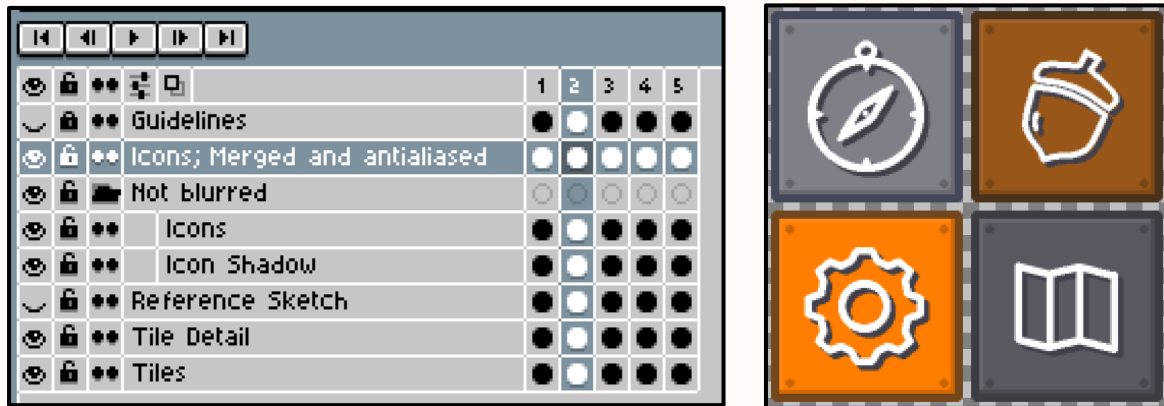 1 2 3 4 5
Guidelines
Icons; Merged and antialiased
Not blurred
Icons
Icon Shadow
Reference Sketch
Tile Detail
Tiles